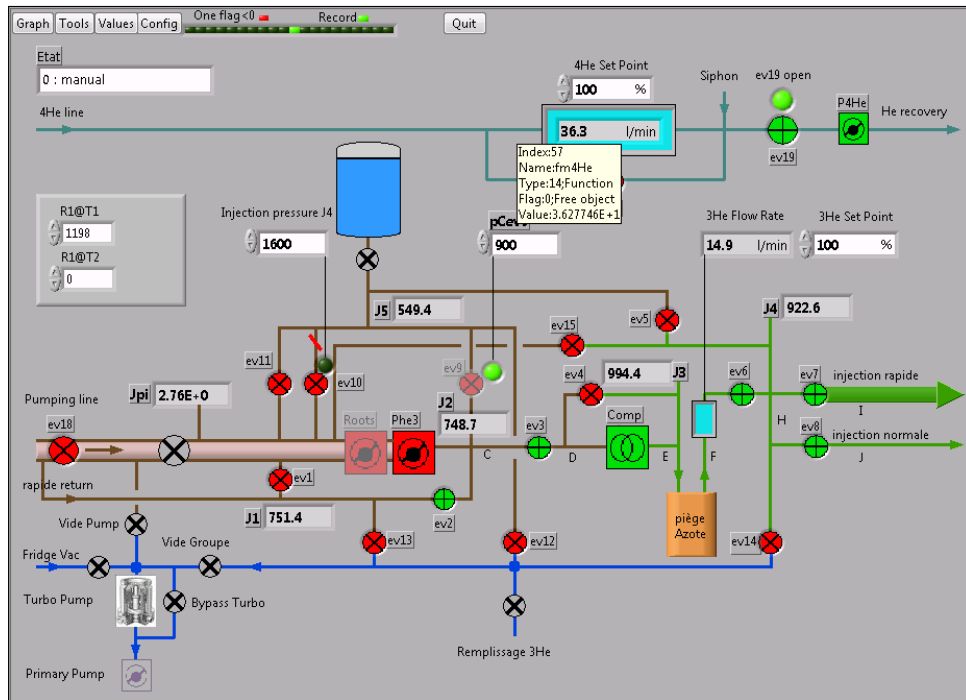 Graph Tools Values Config One flag<0 Record Quit
Etat
0 : manual
4He Set Point
100 %
Siphon
ev19 open
P4He
4He line
36.3 l/min
He recovery
ev19
Index:57
Name:fm4He
Type:14;Function
Flag:0;Free object
Value:3.627746E+1
R1@T1
1198
R1@T2
0
Injection pressure J4
1600
900
3He Flow Rate
14.9 l/min
3He Set Point
100 %
J5 549.4
J4 922.6
ev5
ev15
ev11
ev10
ev9
ev4
994.4 J3
ev6
ev7
injection rapide
I
Pumping line
Jpi 2.76E+0
J2
748.7
ev18
Roots
Phe3
ev3
Comp
H
ev8
injection normale
C
D
E
F
J
rapide return
ev1
ev2
J1 751.4
piège
Azote
Vide Pump
Vide Groupe
ev13
ev12
ev14
Fridge Vac
Turbo Pump
Bypass Turbo
Remplissage 3He
Primary Pump